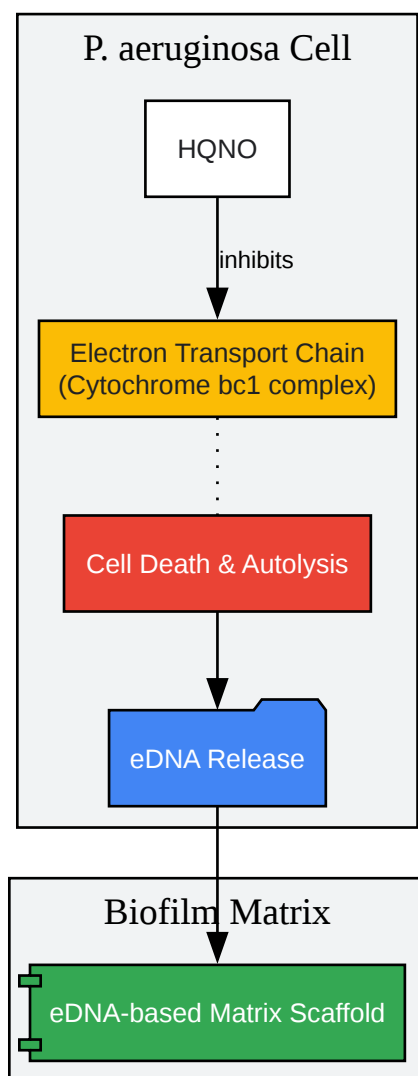 P. aeruginosa Cell
HQNO
inhibits
Electron Transport Chain
(Cytochrome bc1 complex)
Cell Death & Autolysis
eDNA Release
Biofilm Matrix
eDNA-based Matrix Scaffold